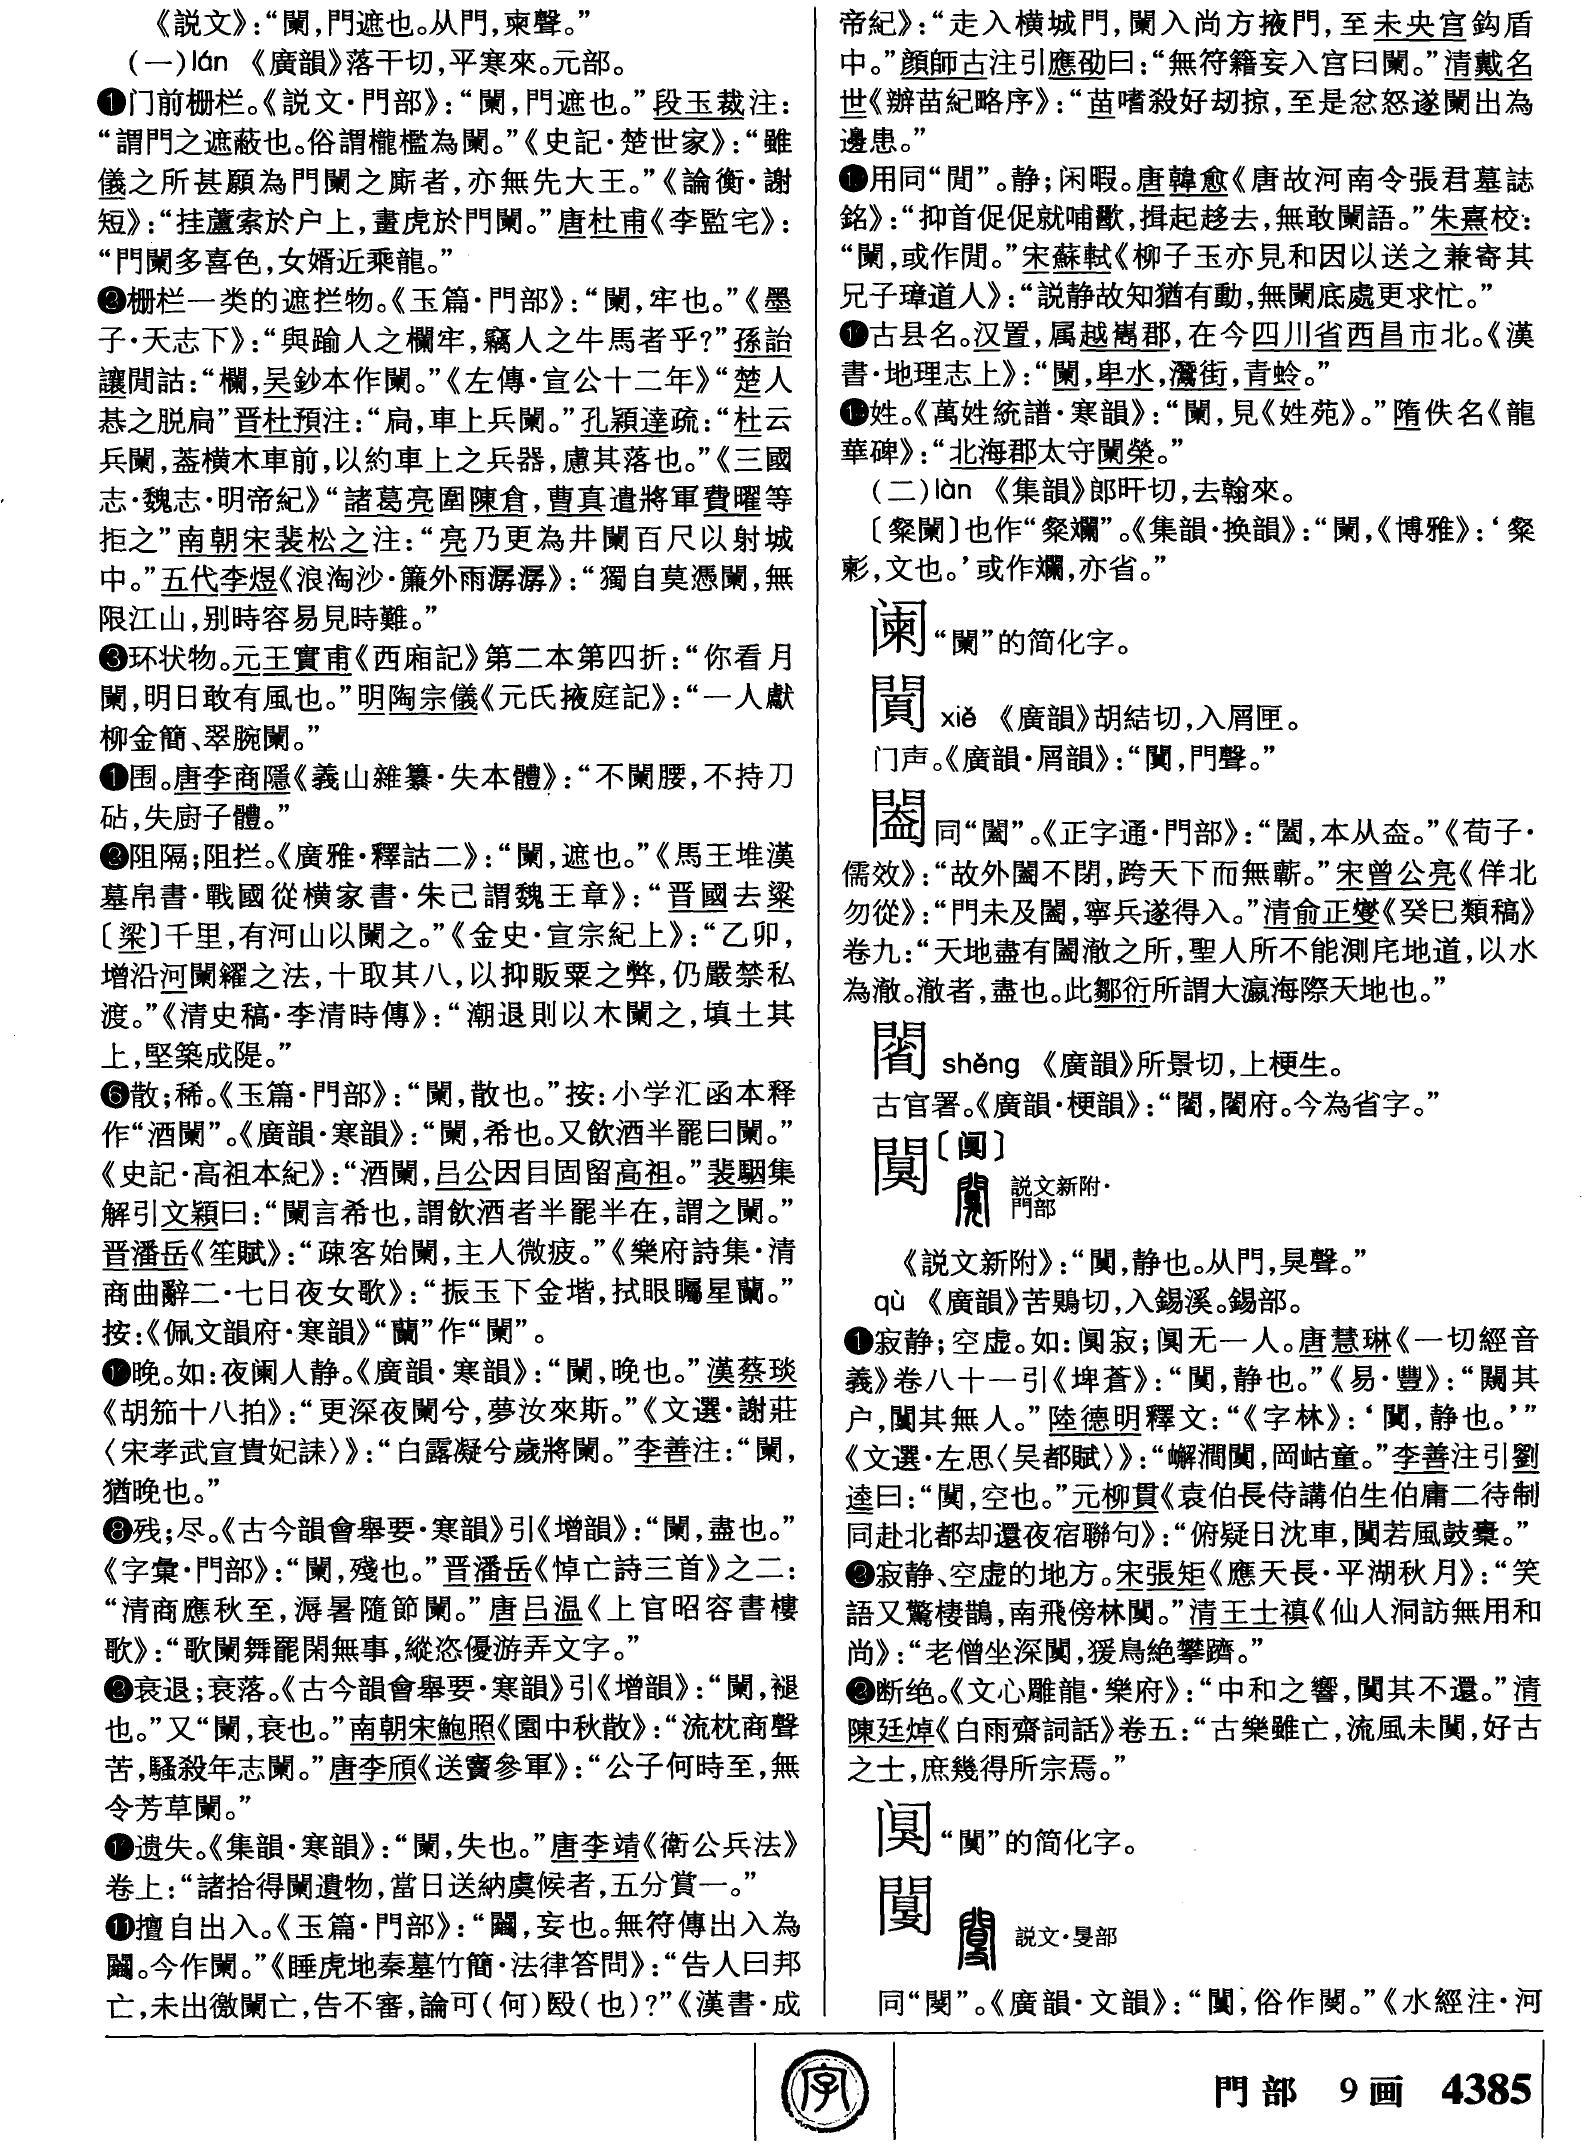 《説文》：“闌，門遮也。从門，柬聲。”
（一）lán 《廣韻》落干切，平寒來。元部。
❶门前栅栏。《説文·門部》：“闌，門遮也。”段玉裁注：
“謂門之遮蔽也。俗謂櫳檻為闌。”《史記·楚世家》：“雖
儀之所甚願為門闌之廝者，亦無先大王。”《論衡·謝
短》：“挂蘆索於户上，畫虎於門闌。”唐杜甫《李監宅》：
“門闌多喜色，女婿近乘龍。”
❷栅栏一类的遮拦物。《玉篇·門部》：“闌，牢也。”《墨
子·天志下》：“與踰人之欄牢，竊人之牛馬者乎？”孫詒
讓閒詁：“欄，吴鈔本作闌。”《左傳·宣公十二年》“楚人
惎之脱扃”晋杜預注：“扃，車上兵闌。”孔穎達疏：“杜云
兵闌，蓋横木車前，以約車上之兵器，慮其落也。”《三國
志·魏志·明帝紀》“諸葛亮圍陳倉，曹真遣將軍費曜等
拒之”南朝宋裴松之注：“亮乃更為井闌百尺以射城
中。”五代李煜《浪淘沙·簾外雨潺潺》：“獨自莫憑闌，無
限江山，别時容易見時難。”
❸环状物。元王實甫《西廂記》第二本第四折：“你看月
闌，明日敢有風也。”明陶宗儀《元氏掖庭記》：“一人獻
柳金簡、翠腕闌。”
❶围。唐李商隱《義山雜纂·失本體》：“不闌腰，不持刀
砧，失厨子體。”
❷阻隔；阻拦。《廣雅·釋詁二》：“闌，遮也。”《馬王堆漢
墓帛書·戰國從横家書·朱己謂魏王章》：“晋國去粱
〔梁〕千里，有河山以闌之。”《金史·宣宗紀上》：“乙卯，
增沿河闌糴之法，十取其八，以抑販粟之弊，仍嚴禁私
渡。”《清史稿·李清時傳》：“潮退則以木闌之，填土其
上，堅築成隄。”
❻散；稀。《玉篇·門部》：“闌，散也。”按：小学汇函本释
作“酒闌”。《廣韻·寒韻》：“闌，希也。又飲酒半罷曰闌。”
《史記·高祖本紀》：“酒闌，吕公因目固留高祖。”裴駰集
解引文穎曰：“闌言希也，謂飲酒者半罷半在，謂之闌。”
晋潘岳《笙賦》：“疎客始闌，主人微疲。”《樂府詩集·清
商曲辭二·七日夜女歌》：“振玉下金堦，拭眼矚星蘭。”
按：《佩文韻府·寒韻》“蘭”作“闌”。
❶晚。如：夜阑人静。《廣韻·寒韻》：“闌，晚也。”漢蔡琰
《胡笳十八拍》：“更深夜闌兮，夢汝來斯。”《文選·謝莊
〈宋孝武宣貴妃誄〉》：“白露凝兮歲將闌。”李善注：“闌，
猶晚也。”
❽残；尽。《古今韻會舉要·寒韻》引《增韻》：“闌，盡也。”
《字彙·門部》：“闌，殘也。”晋潘岳《悼亡詩三首》之二：
“清商應秋至，溽暑隨節闌。”唐吕温《上官昭容書樓
歌》：“歌闌舞罷閑無事，縱恣優游弄文字。”
❷衰退；衰落。《古今韻會舉要·寒韻》引《增韻》：“闌，褪
也。”又“闌，衰也。”南朝宋鮑照《園中秋散》：“流枕商聲
苦，騷殺年志闌。”唐李頎《送竇參軍》：“公子何時至，無
令芳草闌。”
❿遗失。《集韻·寒韻》：“闌，失也。”唐李靖《衛公兵法》
卷上：“諸拾得闌遺物，當日送納虞候者，五分賞一。”
⓫擅自出入。《玉篇·門部》：“䦨，妄也。無符傳出入為
䦨。今作闌。”《睡虎地秦墓竹簡·法律答問》：“告人曰邦
亡，未出徼闌亡，告不審，論可（何）殹（也）？”《漢書·成
帝紀》：“走入横城門，闌入尚方掖門，至未央宫鈎盾
中。”顔師古注引應劭曰：“無符籍妄入宫曰闌。”清戴名
世《辦苗紀略序》：“苗嗜殺好刼掠，至是忿怒遂闌出為
邊患。”
❶用同“閒”。静；闲暇。唐韓愈《唐故河南令張君墓誌
銘》：“抑首促促就哺歠，揖起趍去，無敢闌語。”朱熹校：
“闌，或作閒。”宋蘇軾《柳子玉亦見和因以送之兼寄其
兄子璋道人》：“説静故知猶有動，無闌底處更求忙。”
❶古县名。汉置，属越嶲郡，在今四川省西昌市北。《漢
書·地理志上》：“闌，卑水，灊街，青蛉。”
❶姓。《萬姓統譜·寒韻》：“闌，見《姓苑》。”隋佚名《龍
華碑》：“北海郡太守闌榮。”
（二）làn 《集韻》郎旰切，去翰來。
〔粲闌〕也作“粲斕”。《集韻·换韻》：“闌，《博雅》：‘粲
彰，文也。’或作斕，亦省。”
阑 “闌”的简化字。
䦏 xiě 《廣韻》胡結切，入屑匣。
门声。《廣韻·屑韻》：“䦏，門聲。”
䦢 同“闔”。《正字通·門部》：“闔，本从盇。”《荀子·
儒效》：“故外闔不閉，跨天下而無蘄。”宋曾公亮《佯北
勿從》：“門未及闔，寧兵遂得入。”清俞正燮《癸巳類稿》
卷九：“天地盡有闔澉之所，聖人所不能測㡯地道，以水
為澉。澉者，盡也。此鄒衍所謂大瀛海際天地也。”
䦥 shěng 《廣韻》所景切，上梗生。
古官署。《廣韻·梗韻》：“䦥，䦥府。今為省字。”
闃〔阒〕
説文新附·
門部
《説文新附》：“闃，静也。从門，狊聲。”
qù 《廣韻》苦鶪切，入錫溪。錫部。
❶寂静；空虚。如：阒寂；阒无一人。唐慧琳《一切經音
義》卷八十一引《埤蒼》：“闃，静也。”《易·豐》：“闚其
户，闃其無人。”陸德明釋文：“《字林》：‘闃，静也。’”
《文選·左思〈吴都賦〉》：“嶰澗闃，岡岵童。”李善注引劉
逵曰：“闃，空也。”元柳貫《袁伯長侍講伯生伯庸二待制
同赴北都却還夜宿聯句》：“俯疑日沈車，闃若風鼓橐。”
❷寂静、空虚的地方。宋張矩《應天長·平湖秋月》：“笑
語又驚棲鵲，南飛傍林闃。”清王士禛《仙人洞訪無用和
尚》：“老僧坐深闃，猨鳥絶攀躋。”
❸断绝。《文心雕龍·樂府》：“中和之響，闃其不還。”清
陳廷焯《白雨齋詞話》卷五：“古樂雖亡，流風未闃，好古
之士，庶幾得所宗焉。”
阒 “闃”的简化字。
説文·𡕥部
同“閿”。《廣韻·文韻》：“闅，俗作閿。”《水經注·河
門部 9画 4385